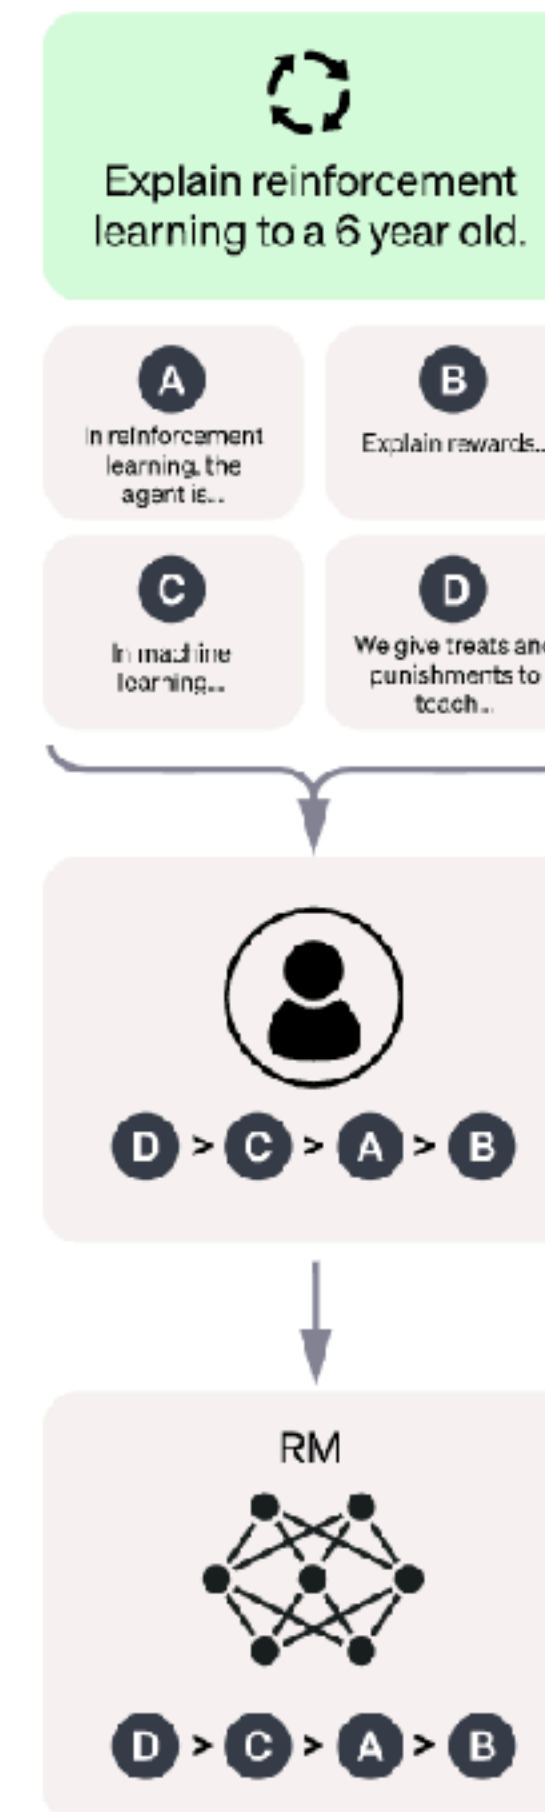 Explain reinforcement
learning to a 6 year old.
A
In reinforcement
learning, the
agent is...
B
Explain rewards...
C
In machine
learning...
D
We give treats and
punishments to
teach...
D > C > A > B
RM
D > C > A > B